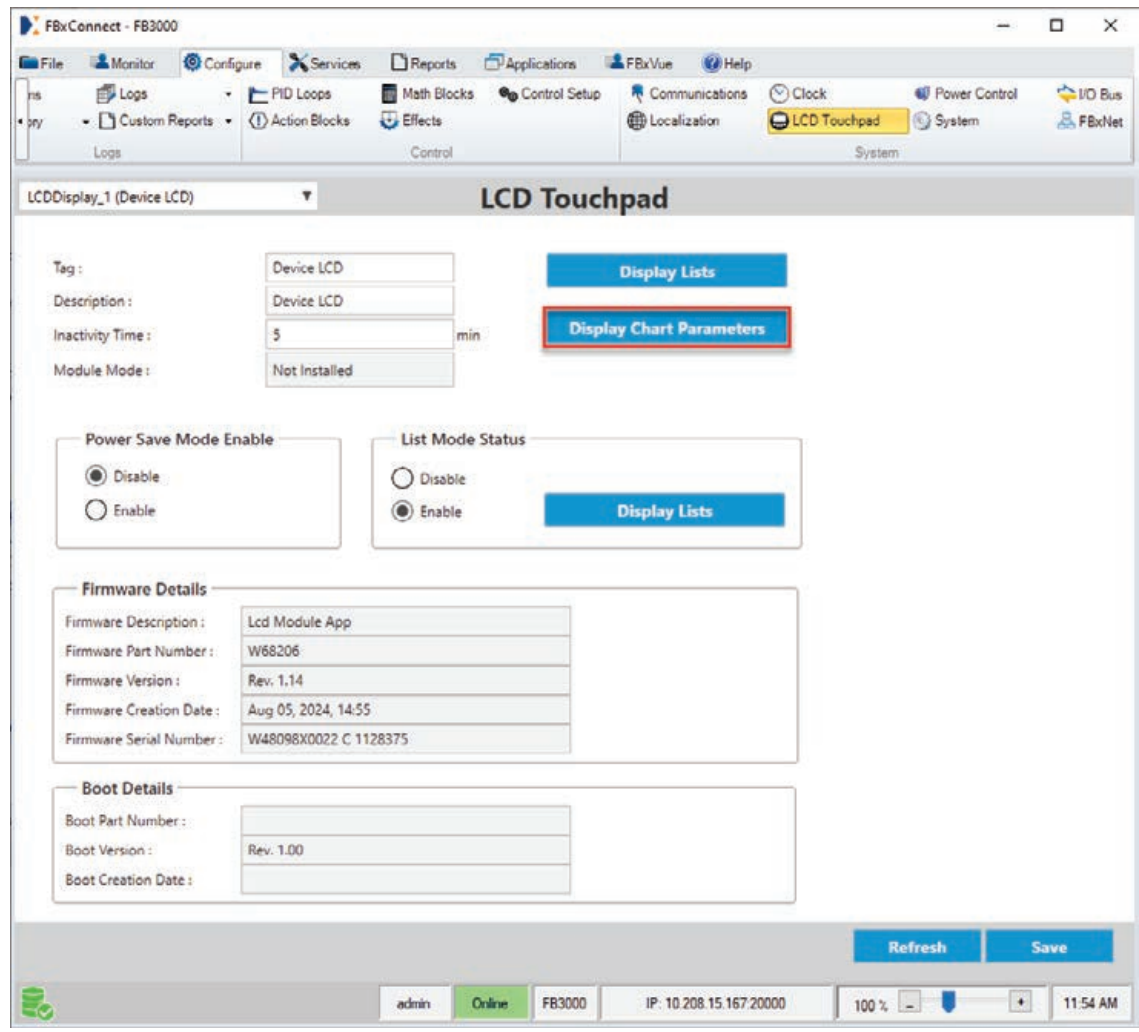 FBxConnect - FB3000
File Monitor Configure Services Reports Applications FBxVue Help
ns Logs PID Loops Math Blocks Control Setup Communications Clock Power Control I/O Bus
ory Custom Reports Action Blocks Effects Localization LCD Touchpad System FBxNet
Logs Control System
LCDDisplay_1 (Device LCD)
LCD Touchpad
Tag : Device LCD
Display Lists
Description : Device LCD
Inactivity Time : 5 min
Display Chart Parameters
Module Mode : Not Installed
Power Save Mode Enable
Disable
Enable
List Mode Status
Disable
Enable
Display Lists
Firmware Details
Firmware Description : Lcd Module App
Firmware Part Number : W68206
Firmware Version : Rev. 1.14
Firmware Creation Date : Aug 05, 2024, 14:55
Firmware Serial Number : W48098X0022 C 1128375
Boot Details
Boot Part Number :
Boot Version : Rev. 1.00
Boot Creation Date :
Refresh Save
admin Online FB3000 IP: 10.208.15.167:20000 100 % - + 11:54 AM